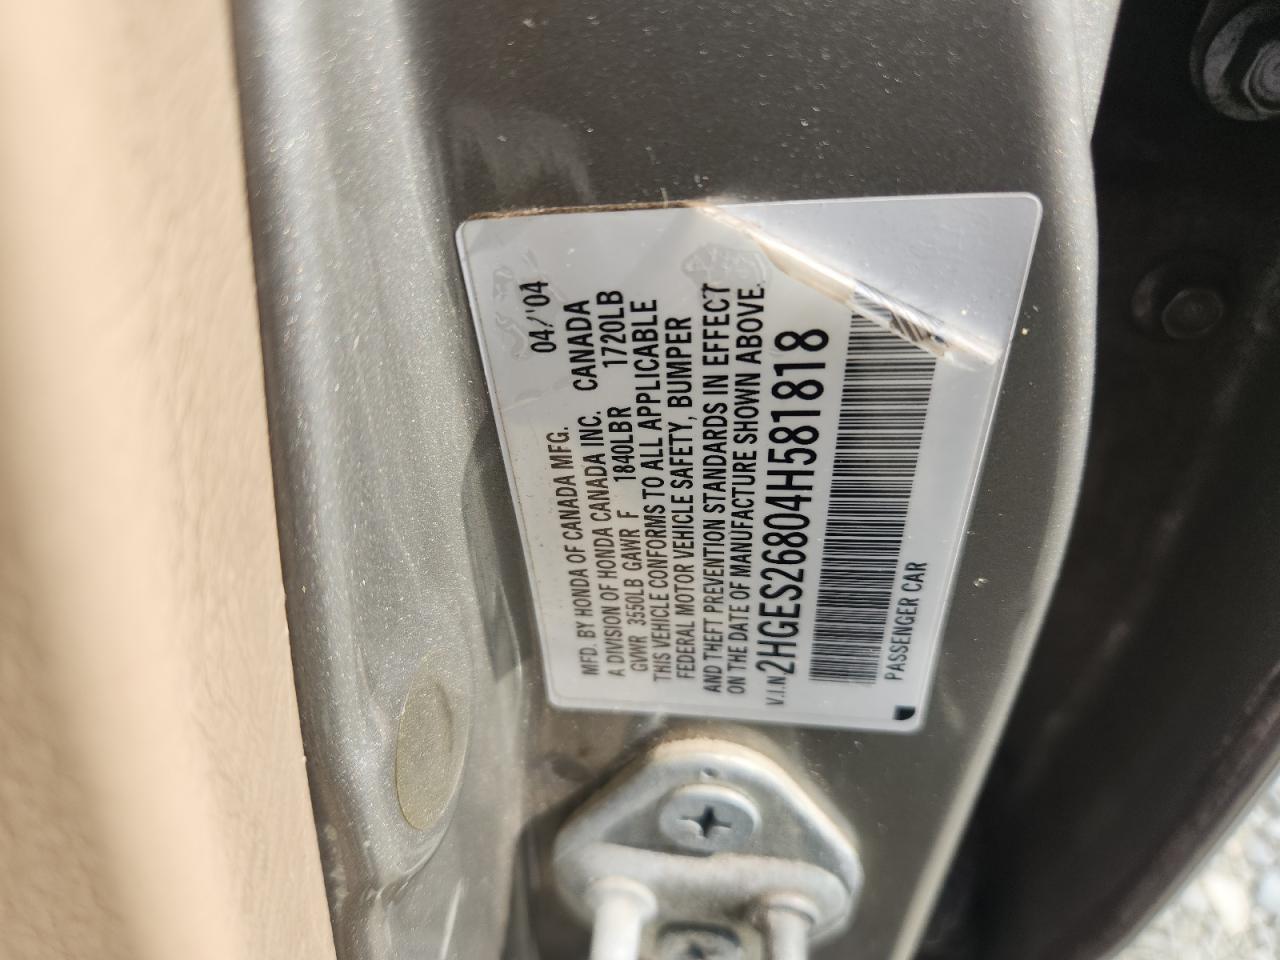 MFD. BY HONDA OF CANADA MFG. 04/'04
A DIVISION OF HONDA CANADA INC. CANADA
GVWR 3550LB GAWR F 1840LBR 1720LB
THIS VEHICLE CONFORMS TO ALL APPLICABLE
FEDERAL MOTOR VEHICLE SAFETY, BUMPER
AND THEFT PREVENTION STANDARDS IN EFFECT
ON THE DATE OF MANUFACTURE SHOWN ABOVE.
V.I.N 2HGES26804H581818
PASSENGER CAR